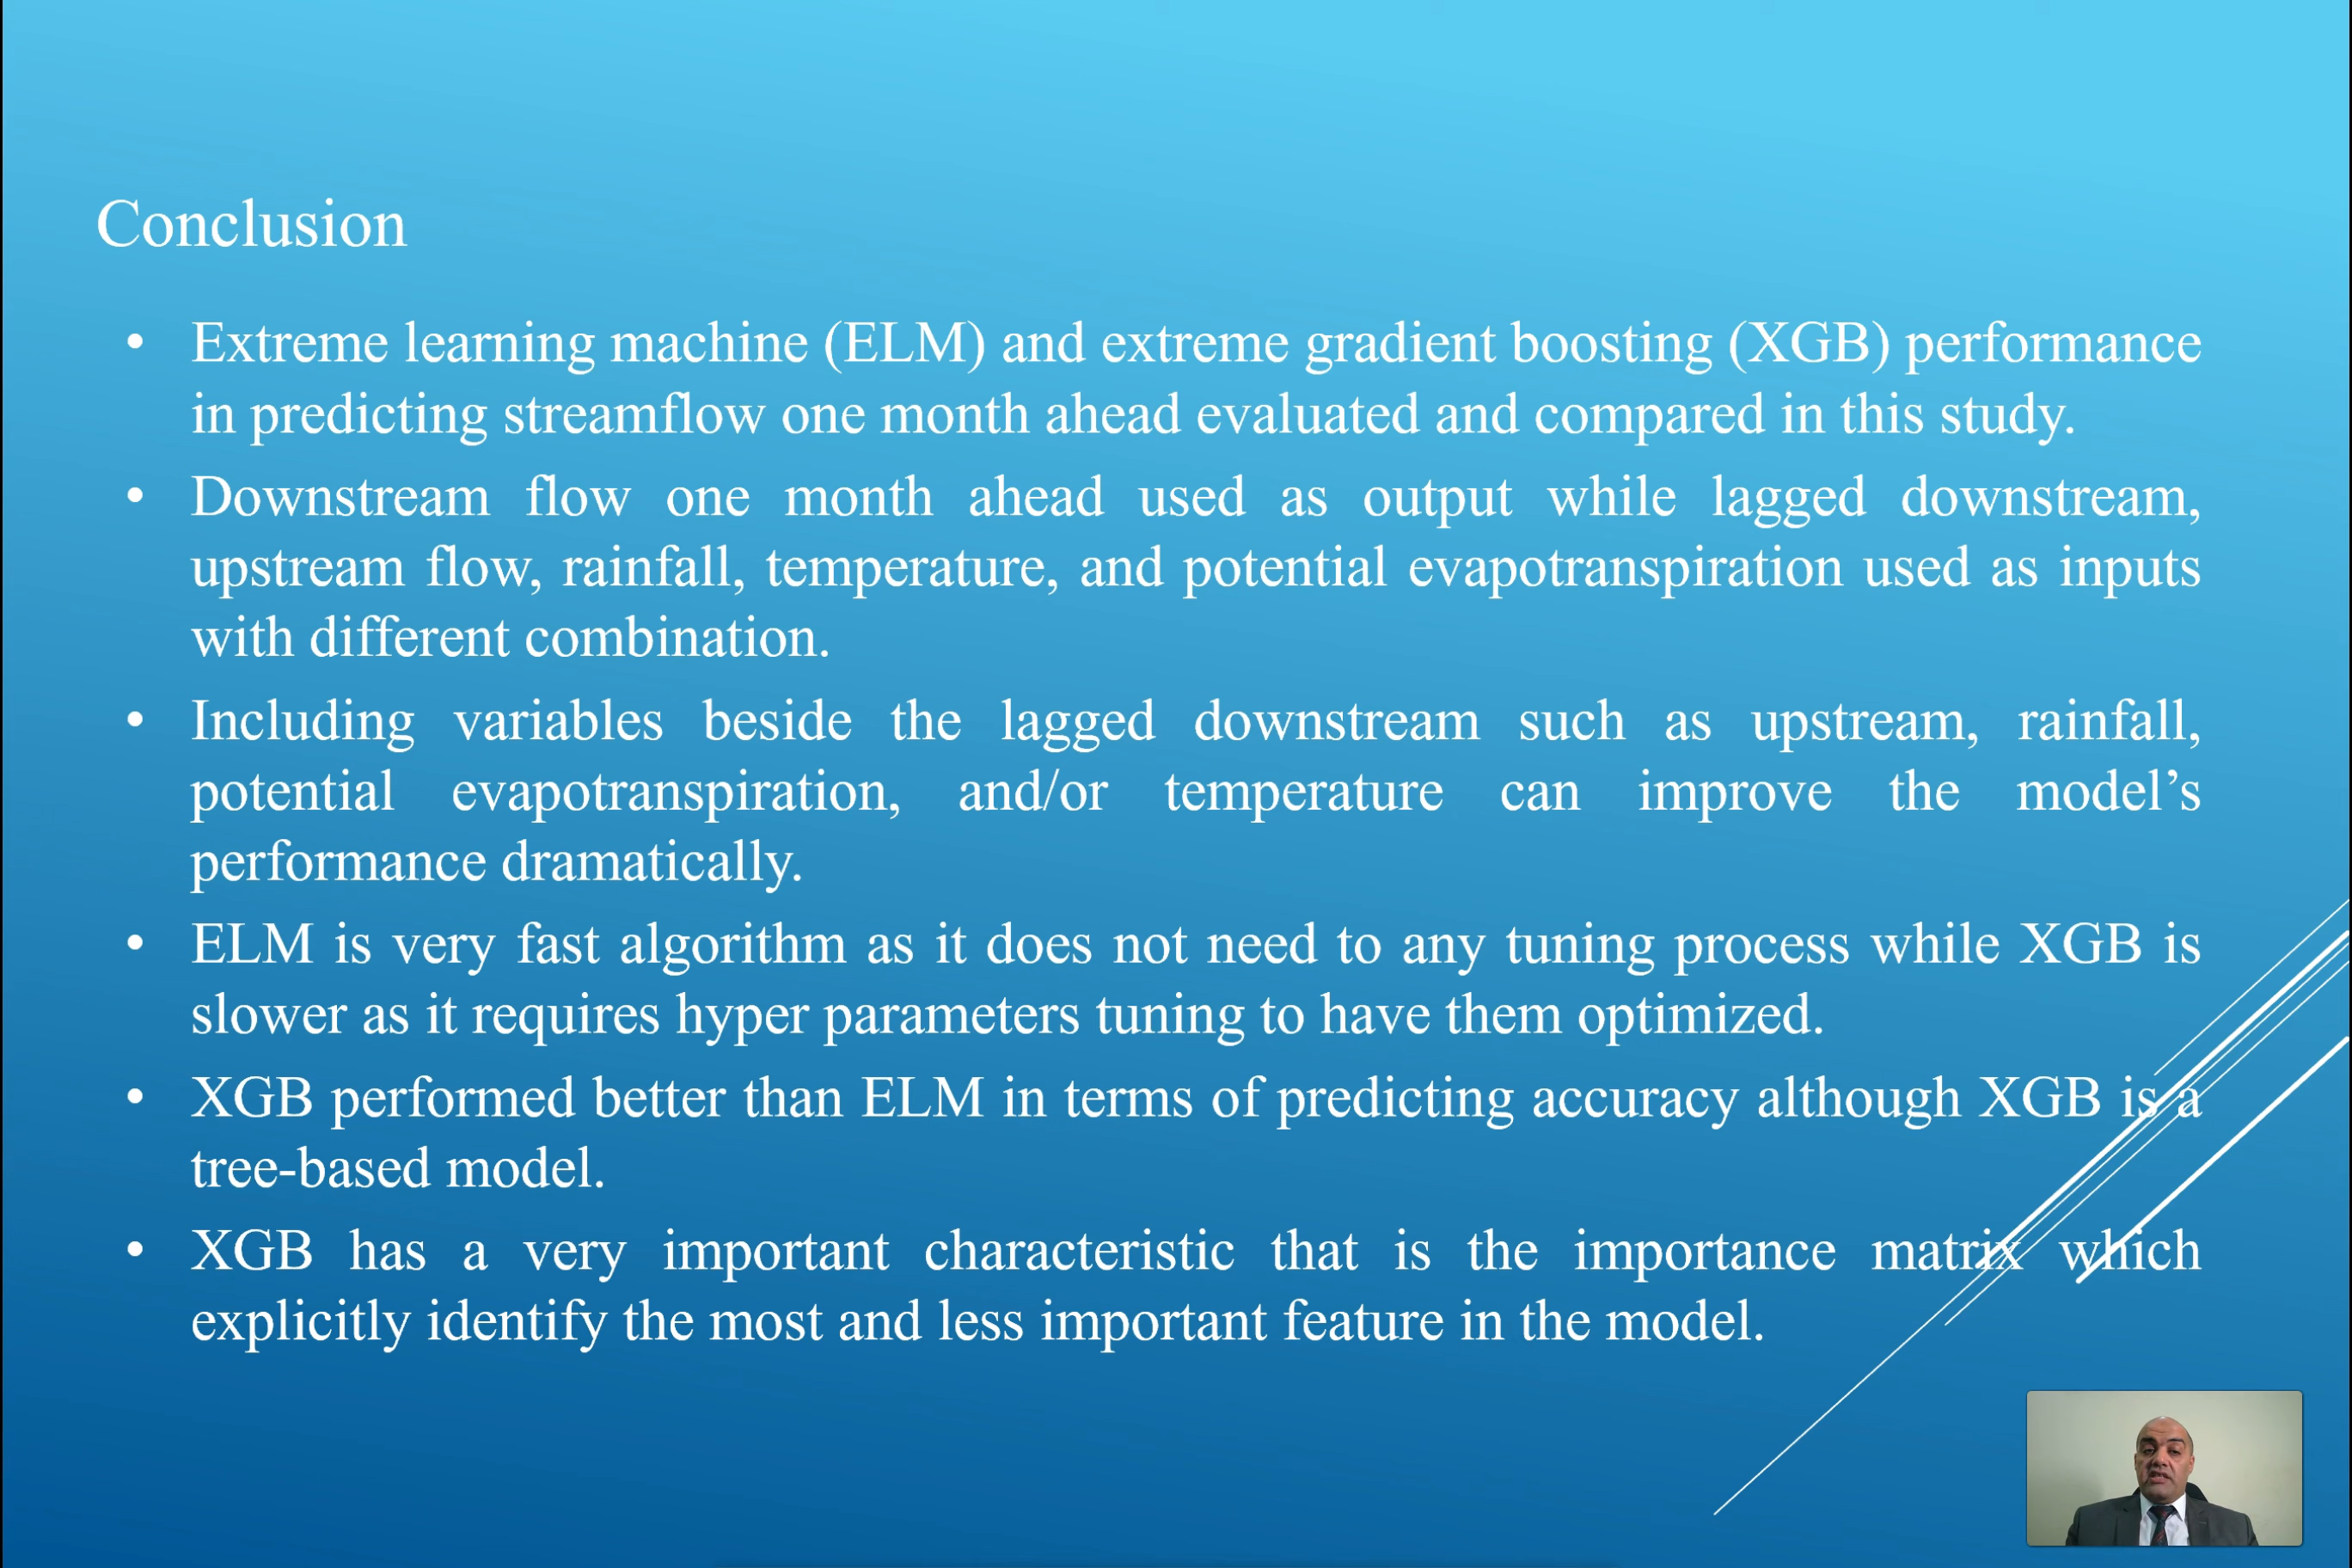 Conclusion
• Extreme learning machine (ELM) and extreme gradient boosting (XGB) performance
in predicting streamflow one month ahead evaluated and compared in this study.
• Downstream flow one month ahead used as output while lagged downstream,
upstream flow, rainfall, temperature, and potential evapotranspiration used as inputs
with different combination.
• Including variables beside the lagged downstream such as upstream, rainfall,
potential evapotranspiration, and/or temperature can improve the model’s
performance dramatically.
• ELM is very fast algorithm as it does not need to any tuning process while XGB is
slower as it requires hyper parameters tuning to have them optimized.
• XGB performed better than ELM in terms of predicting accuracy although XGB is a
tree-based model.
• XGB has a very important characteristic that is the importance matrix which
explicitly identify the most and less important feature in the model.